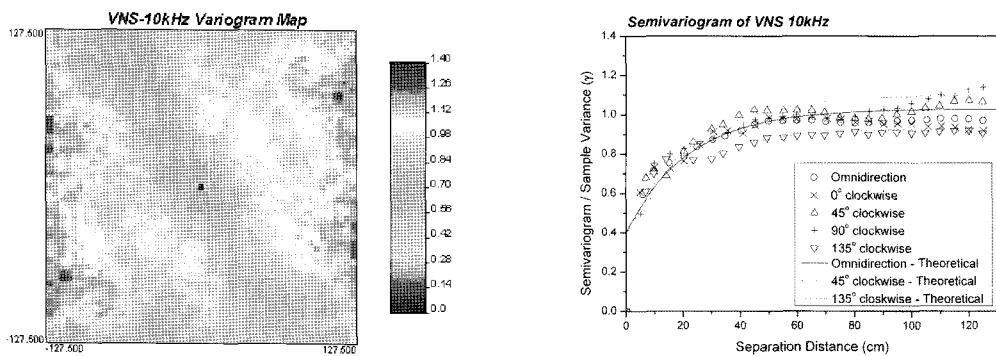 VNS-10kHz Variogram Map
127.500
-127.500
-127.500
127.500
1.40
1.26
1.12
0.98
0.84
0.70
0.56
0.42
0.28
0.14
0.0
Semivariogram of VNS 10kHz
Semivariogram / Sample Variance (γ)
1.4
1.2
1.0
0.8
0.6
0.4
0.2
0.0
0
20
40
60
80
100
120
Separation Distance (cm)
Omnidirection
0° clockwise
45° clockwise
90° clockwise
135° clockwise
Omnidirection - Theoretical
45° clockwise - Theoretical
135° closkwise - Theoretical